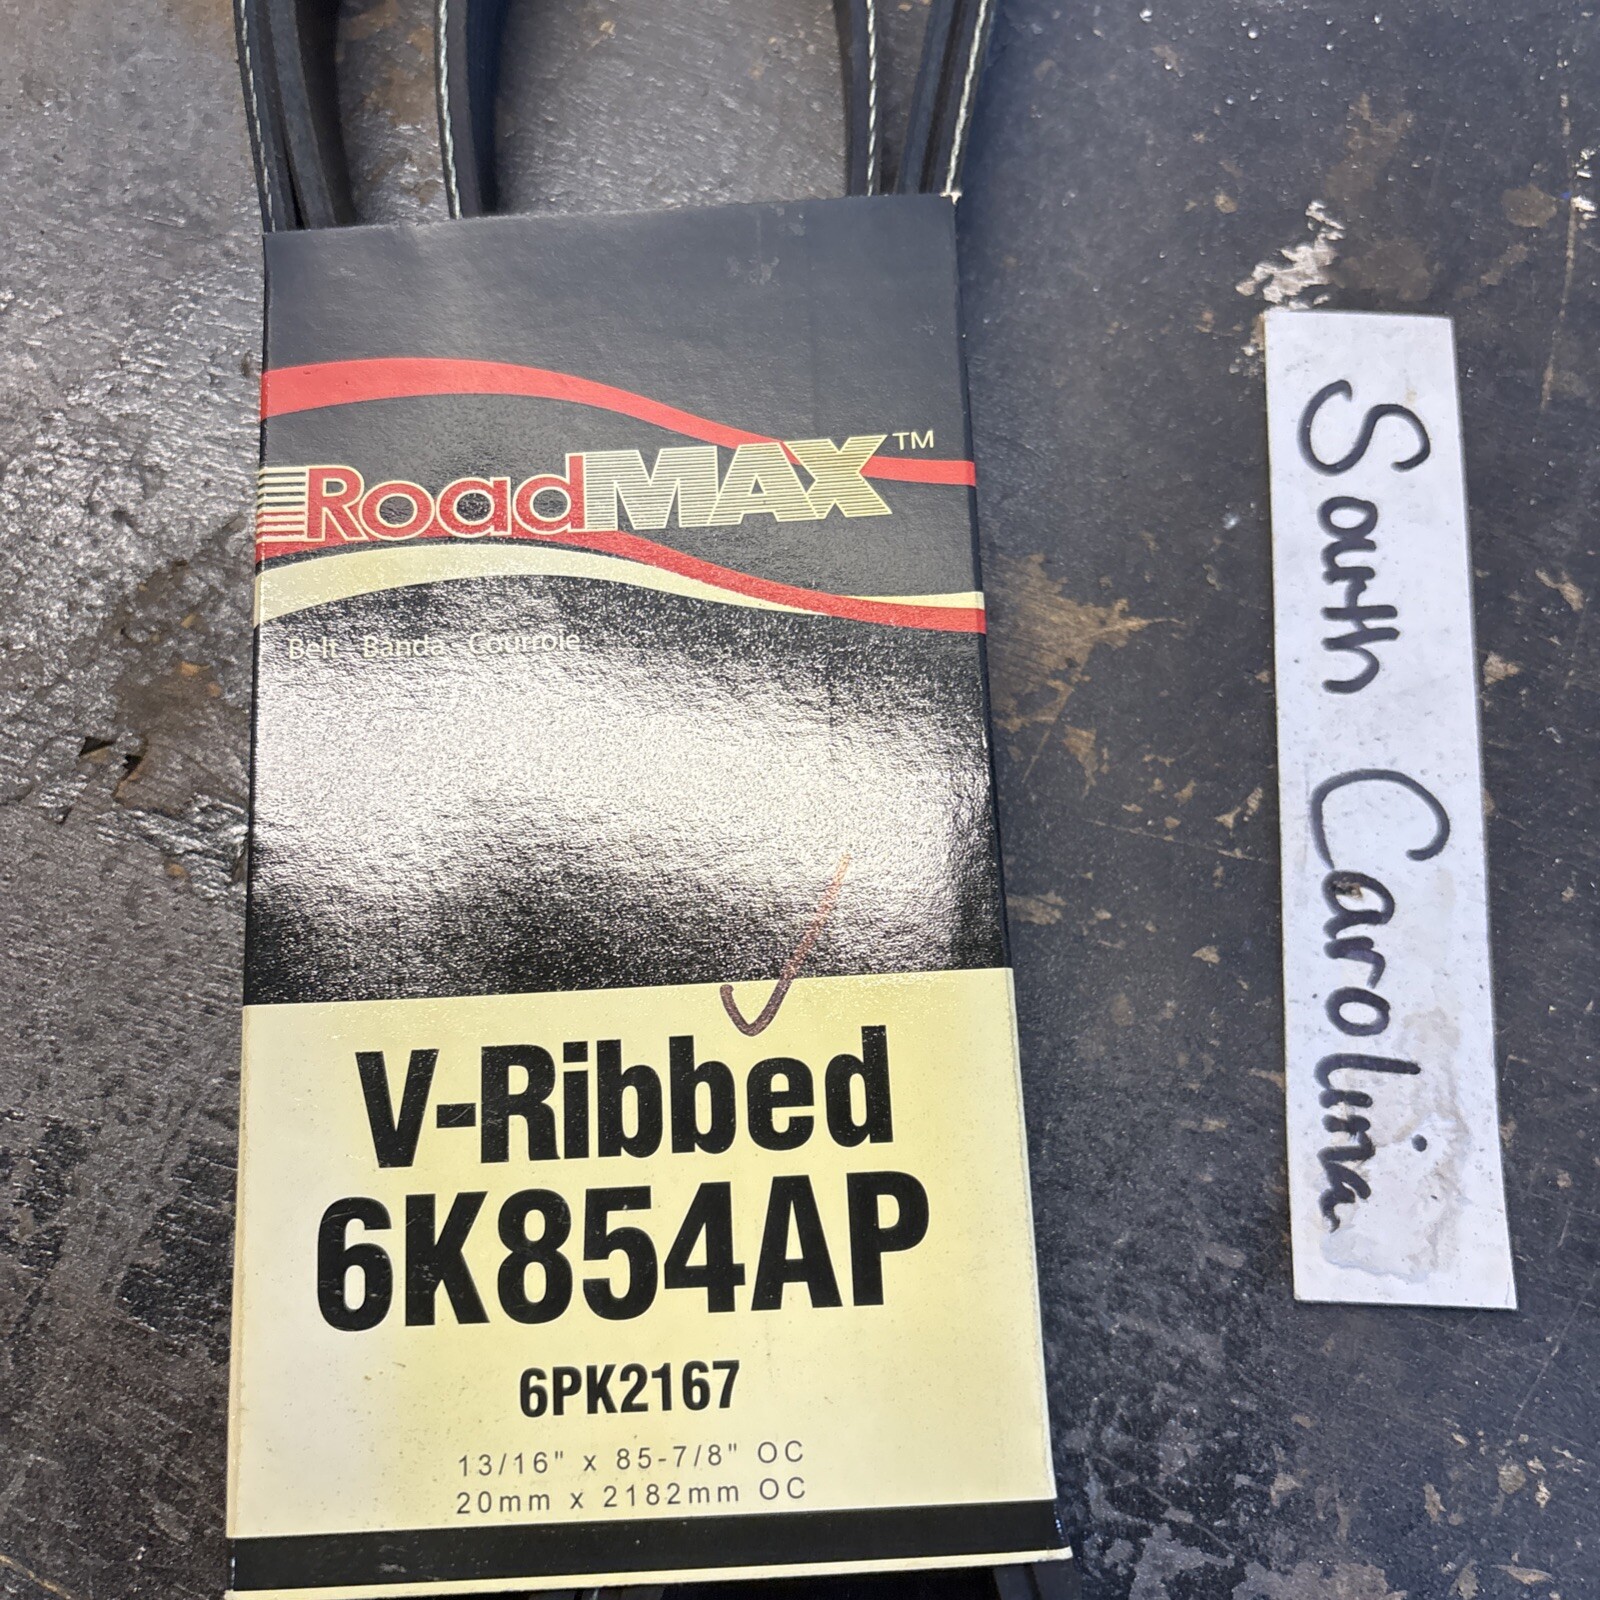 RoadMAX™
Belt - Banda - Courroie
V-Ribbed
6K854AP
6PK2167
13/16" x 85-7/8" OC
20mm x 2182mm OC
South Carolina